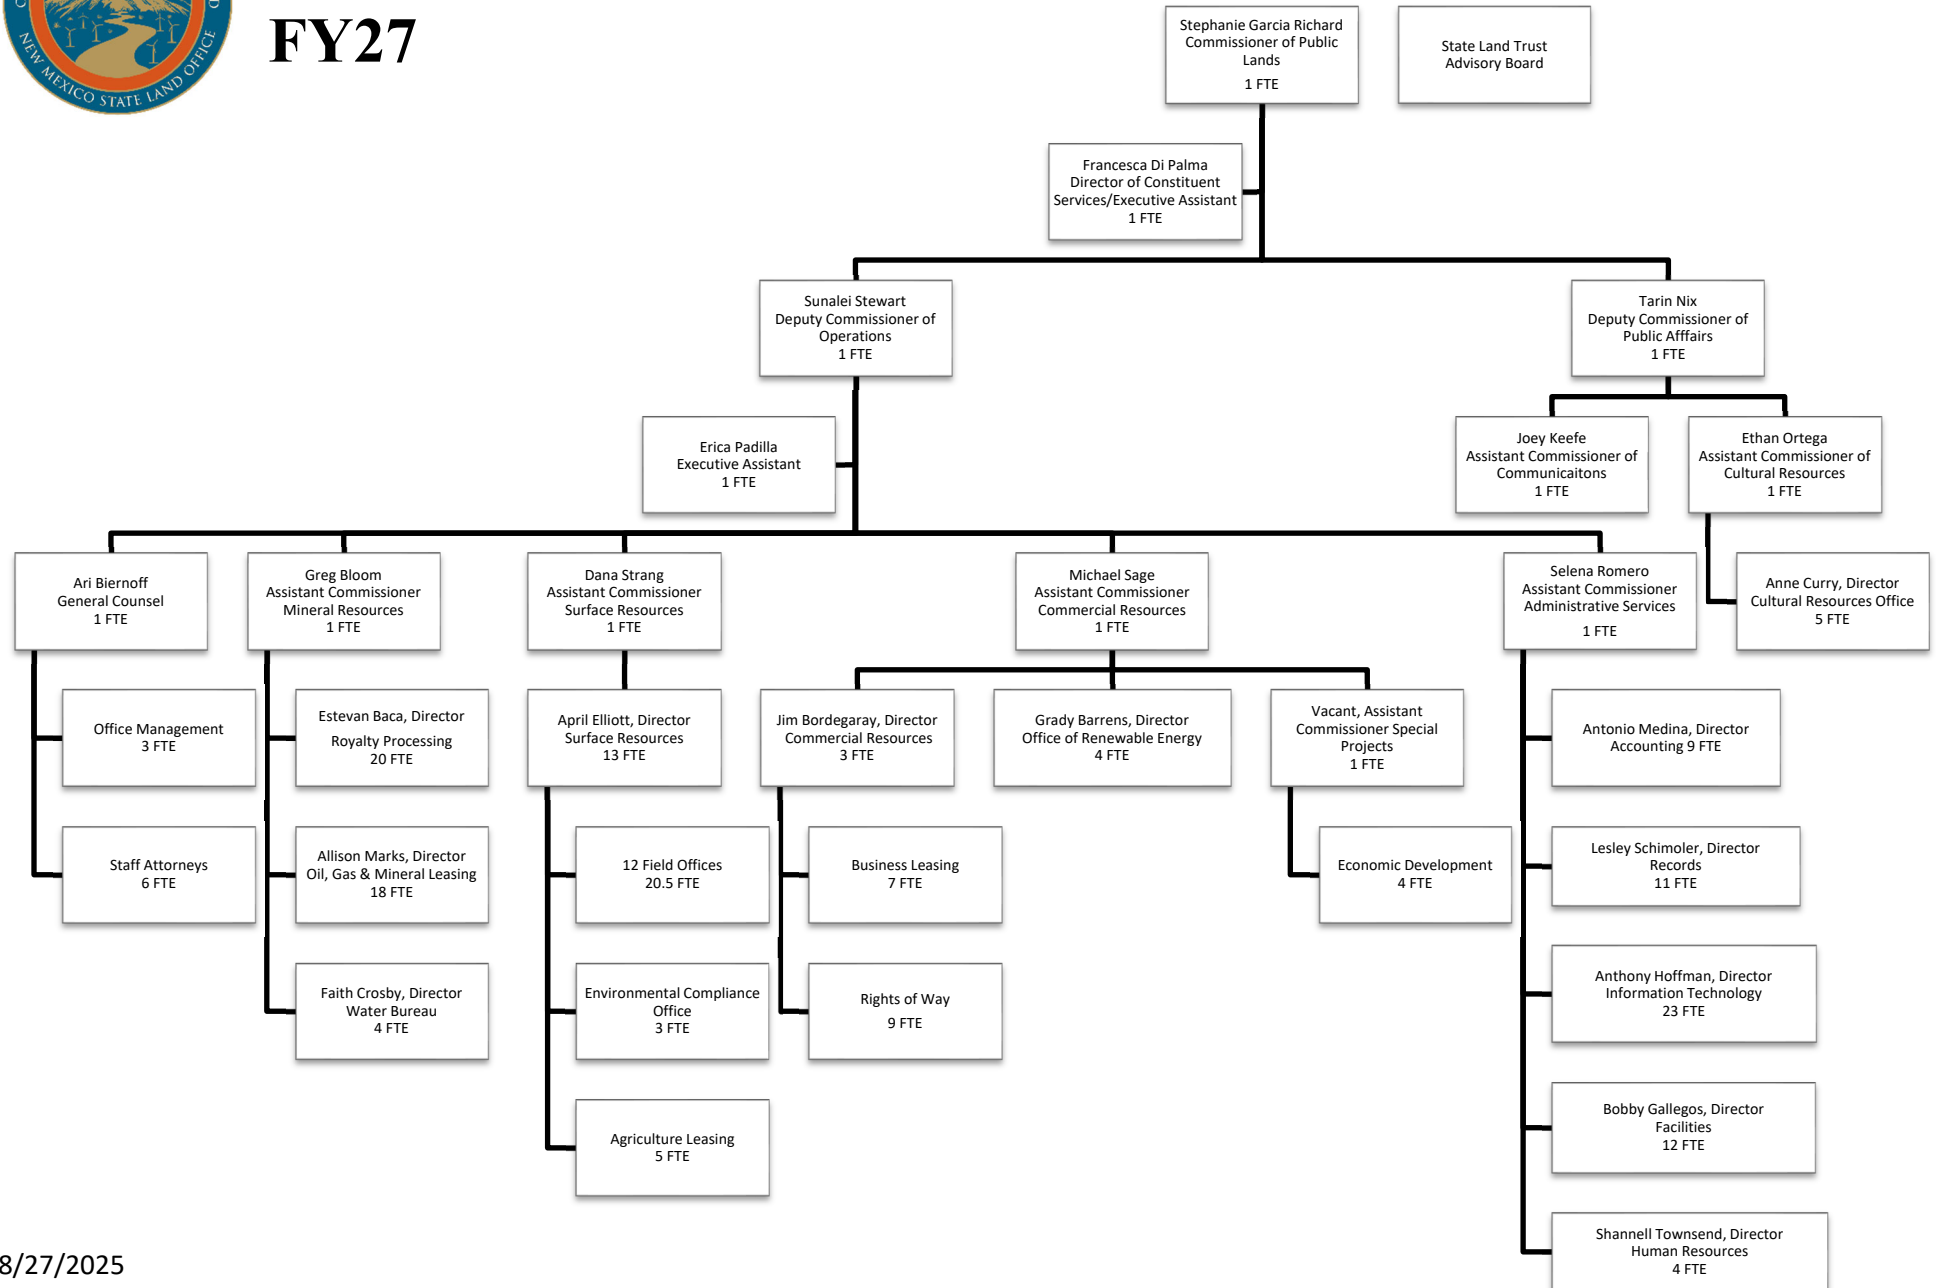 NEW MEXICO STATE LAND OFFICE
FY27
Stephanie Garcia Richard
Commissioner of Public
Lands
1 FTE
State Land Trust
Advisory Board
Francesca Di Palma
Director of Constituent
Services/Executive Assistant
1 FTE
Sunalei Stewart
Deputy Commissioner of
Operations
1 FTE
Tarin Nix
Deputy Commissioner of
Public Afffairs
1 FTE
Erica Padilla
Executive Assistant
1 FTE
Joey Keefe
Assistant Commissioner of
Communicaitons
1 FTE
Ethan Ortega
Assistant Commissioner of
Cultural Resources
1 FTE
Ari Biernoff
General Counsel
1 FTE
Greg Bloom
Assistant Commissioner
Mineral Resources
1 FTE
Dana Strang
Assistant Commissioner
Surface Resources
1 FTE
Michael Sage
Assistant Commissioner
Commercial Resources
1 FTE
Selena Romero
Assistant Commissioner
Administrative Services
1 FTE
Anne Curry, Director
Cultural Resources Office
5 FTE
Office Management
3 FTE
Estevan Baca, Director
Royalty Processing
20 FTE
April Elliott, Director
Surface Resources
13 FTE
Jim Bordegaray, Director
Commercial Resources
3 FTE
Grady Barrens, Director
Office of Renewable Energy
4 FTE
Vacant, Assistant
Commissioner Special
Projects
1 FTE
Antonio Medina, Director
Accounting 9 FTE
Staff Attorneys
6 FTE
Allison Marks, Director
Oil, Gas & Mineral Leasing
18 FTE
12 Field Offices
20.5 FTE
Business Leasing
7 FTE
Economic Development
4 FTE
Lesley Schimoler, Director
Records
11 FTE
Faith Crosby, Director
Water Bureau
4 FTE
Environmental Compliance
Office
3 FTE
Rights of Way
9 FTE
Anthony Hoffman, Director
Information Technology
23 FTE
Agriculture Leasing
5 FTE
Bobby Gallegos, Director
Facilities
12 FTE
Shannell Townsend, Director
Human Resources
4 FTE
8/27/2025